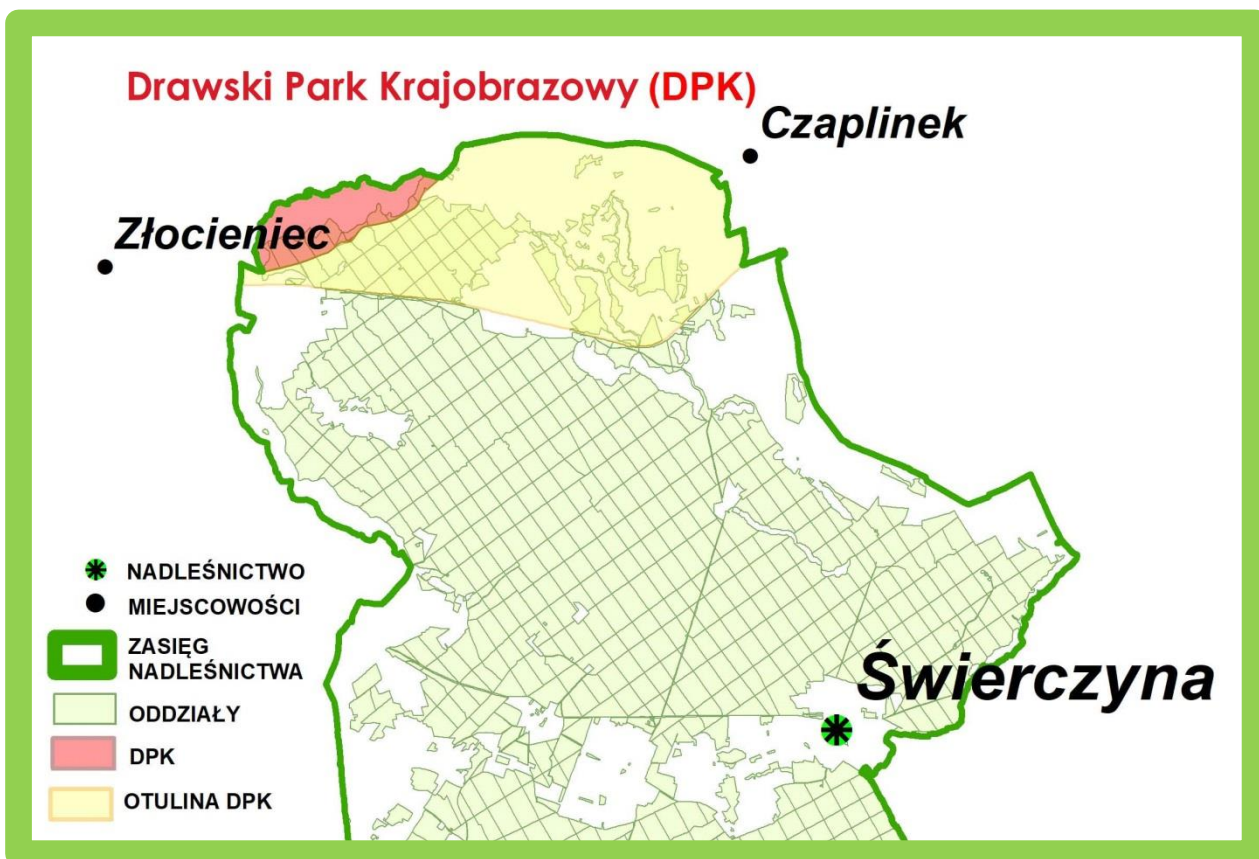 Drawski Park Krajobrazowy (DPK)
Czaplinek
Złocieniec
NADLEŚNICTWO
MIEJSCOWOŚCI
ZASIĘG
NADLEŚNICTWA
ODDZIAŁY
DPK
OTULINA DPK
Świerczyna